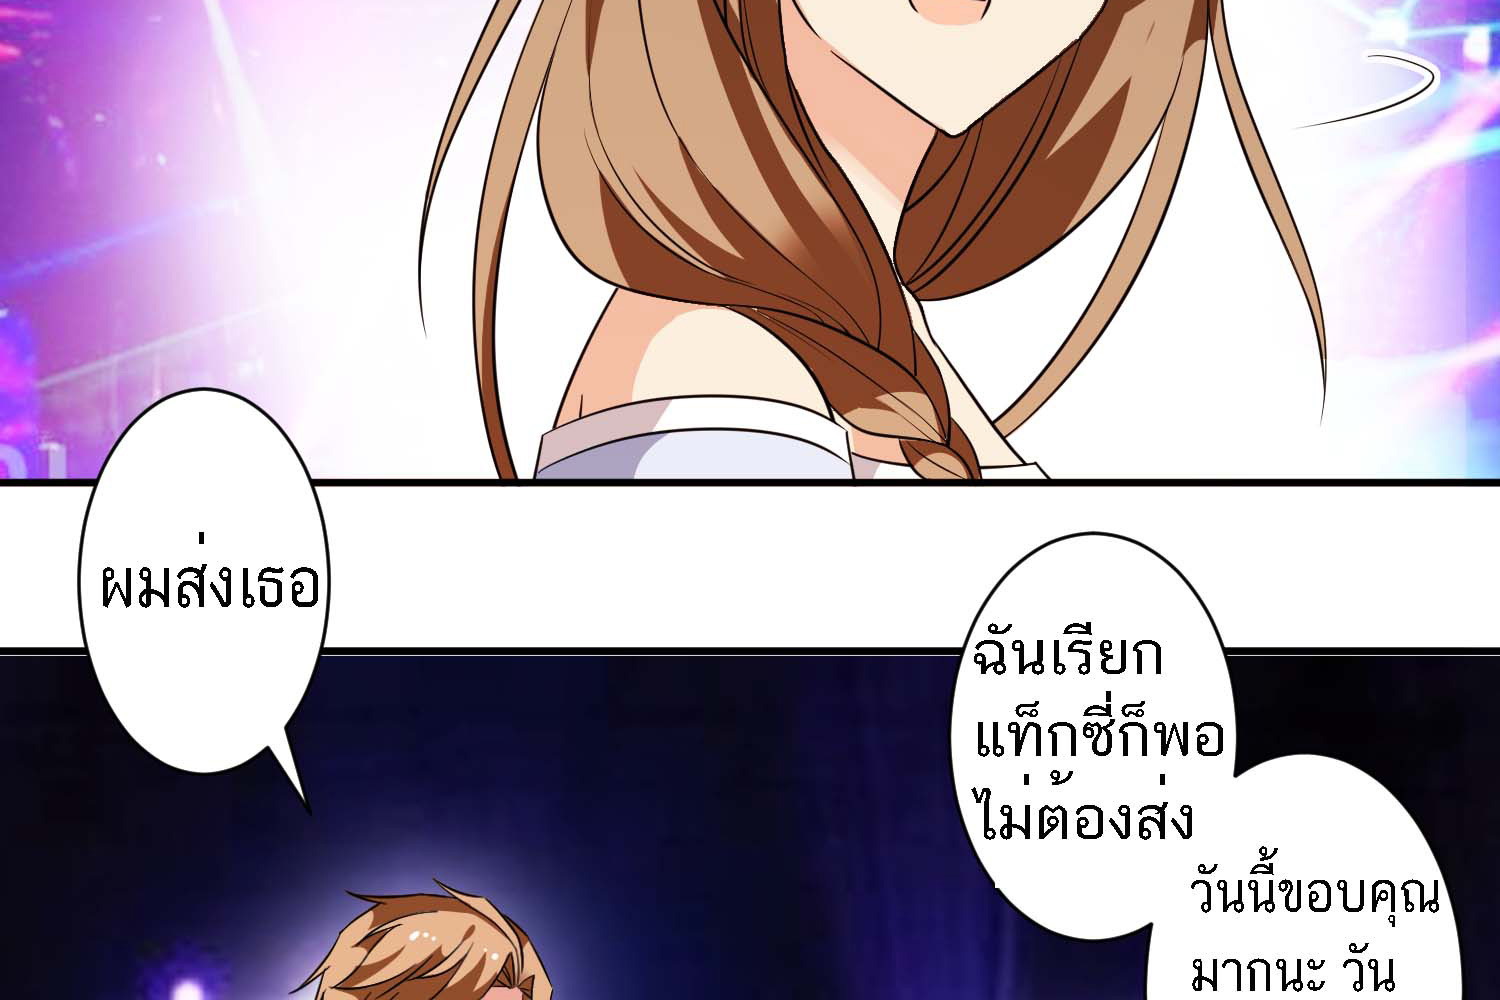 ผมส่งเธอ
ฉันเรียก
แท็กซี่ก็พอ
ไม่ต้องส่ง
วันนี้ขอบคุณ
มากนะ วัน